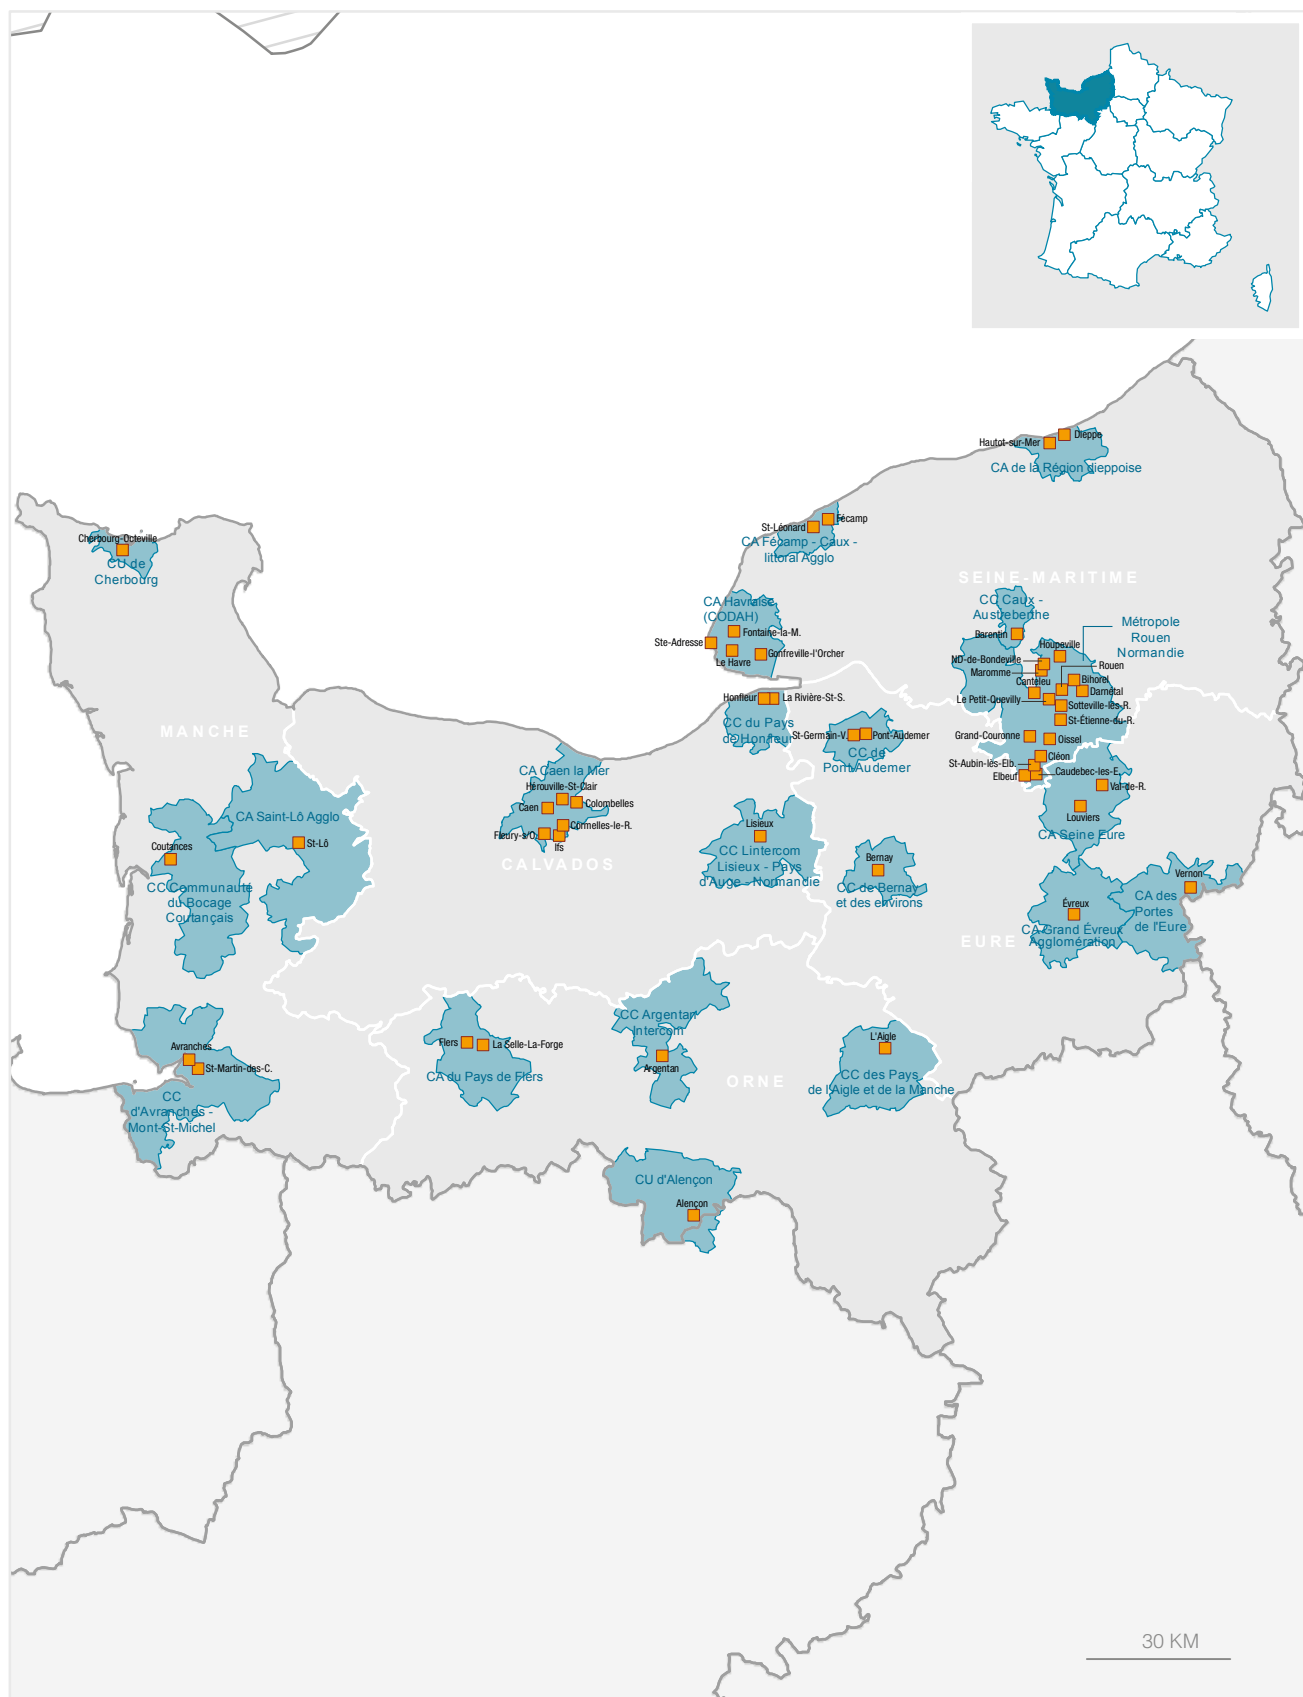 Hautot-sur-Mer
Dieppe
CA de la Région dieppoise
St-Léonard
Fécamp
CA Fécamp - Caux -
littoral Agglo
Cherbourg-Octeville
CU de
Cherbourg
SEINE-MARITIME
CC Caux -
Austreberthe
Barentin
CA Havraise
(CODAH)
Fontaine-la-M.
Ste-Adresse
Le Havre
Gonfreville-l'Orcher
Métropole
Rouen
Normandie
Houpeville
ND-de-Bondeville
Maromme
Rouen
Canteleu
Bihorel
Darnétal
Le Petit-Quevilly
Sotteville-lès-R.
St-Étienne-du-R.
Grand-Couronne
Oissel
Cléon
St-Aubin-lès-Elb.
Elbeuf
Caudebec-lès-E.
Val-de-R.
Louviers
CA Seine Eure
Honfleur
La Rivière-St-S.
CC du Pays
de Honfleur
St-Germain-V.
Pont-Audemer
CC de
Pont-Audemer
MANCHE
CA Caen la Mer
Hérouville-St-Clair
Caen
Colombelles
Cormelles-le-R.
Fleury-s/O.
Ifs
CALVADOS
CA Saint-Lô Agglo
St-Lô
Coutances
CC Communauté
du Bocage
Coutançais
Lisieux
CC Lintercom
Lisieux - Pays
d'Auge - Normandie
Bernay
CC de Bernay
et des environs
Vernon
CA des
Portes
de l'Eure
Évreux
CA Grand Évreux
Agglomération
EURE
Avranches
St-Martin-des-C.
CC
d'Avranches -
Mont-St-Michel
Flers
La Selle-La-Forge
CA du Pays de Flers
CC Argentan
Intercom
Argentan
ORNE
L'Aigle
CC des Pays
de l'Aigle et de la Manche
CU d'Alençon
Alençon
30 KM